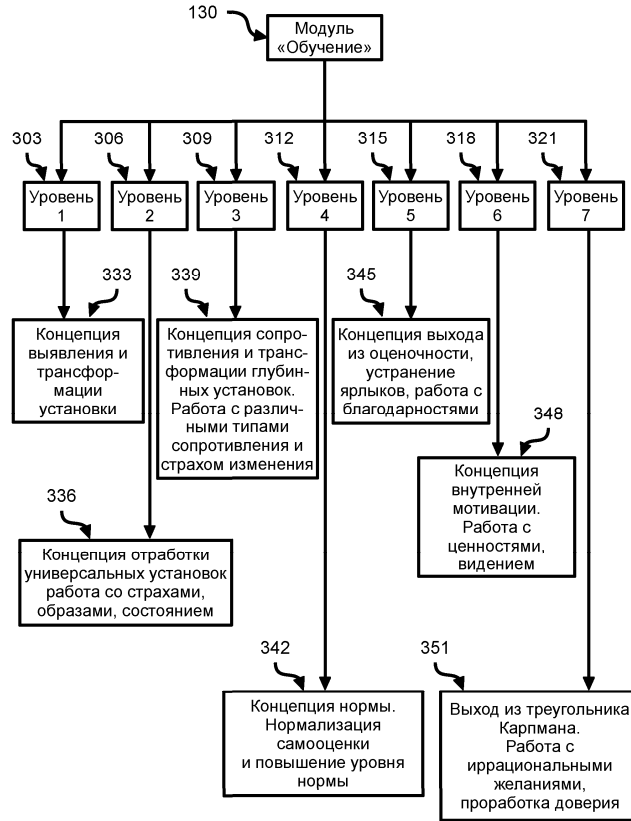 130
Модуль
«Обучение»
303
306
309
312
315
318
321
Уровень
1
Уровень
2
Уровень
3
Уровень
4
Уровень
5
Уровень
6
Уровень
7
333
Концепция
выявления и
трансфор-
мации
установки
339
Концепция сопро-
тивления и транс-
формации глубин-
ных установок.
Работа с различ-
ными типами
сопротивления и
страхом изменения
345
Концепция выхода
из оценочности,
устранение
ярлыков, работа с
благодарностями
348
Концепция
внутренней
мотивации.
Работа с
ценностями,
видением
336
Концепция отработки
универсальных установок
работа со страхами,
образами, состоянием
342
Концепция нормы.
Нормализация
самооценки
и повышение уровня
нормы
351
Выход из треугольника
Карпмана.
Работа с
иррациональными
желаниями,
проработка доверия